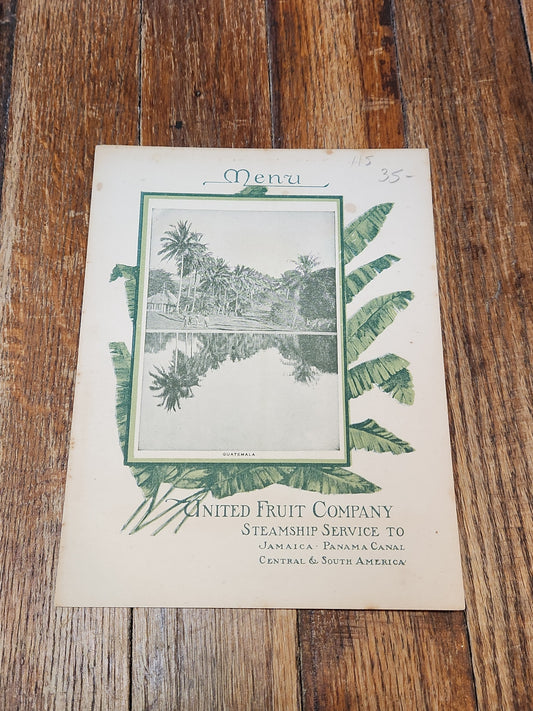 115
35-
Menu
GUATEMALA
UNITED FRUIT COMPANY
STEAMSHIP SERVICE TO
JAMAICA · PANAMA CANAL
CENTRAL & SOUTH AMERICA